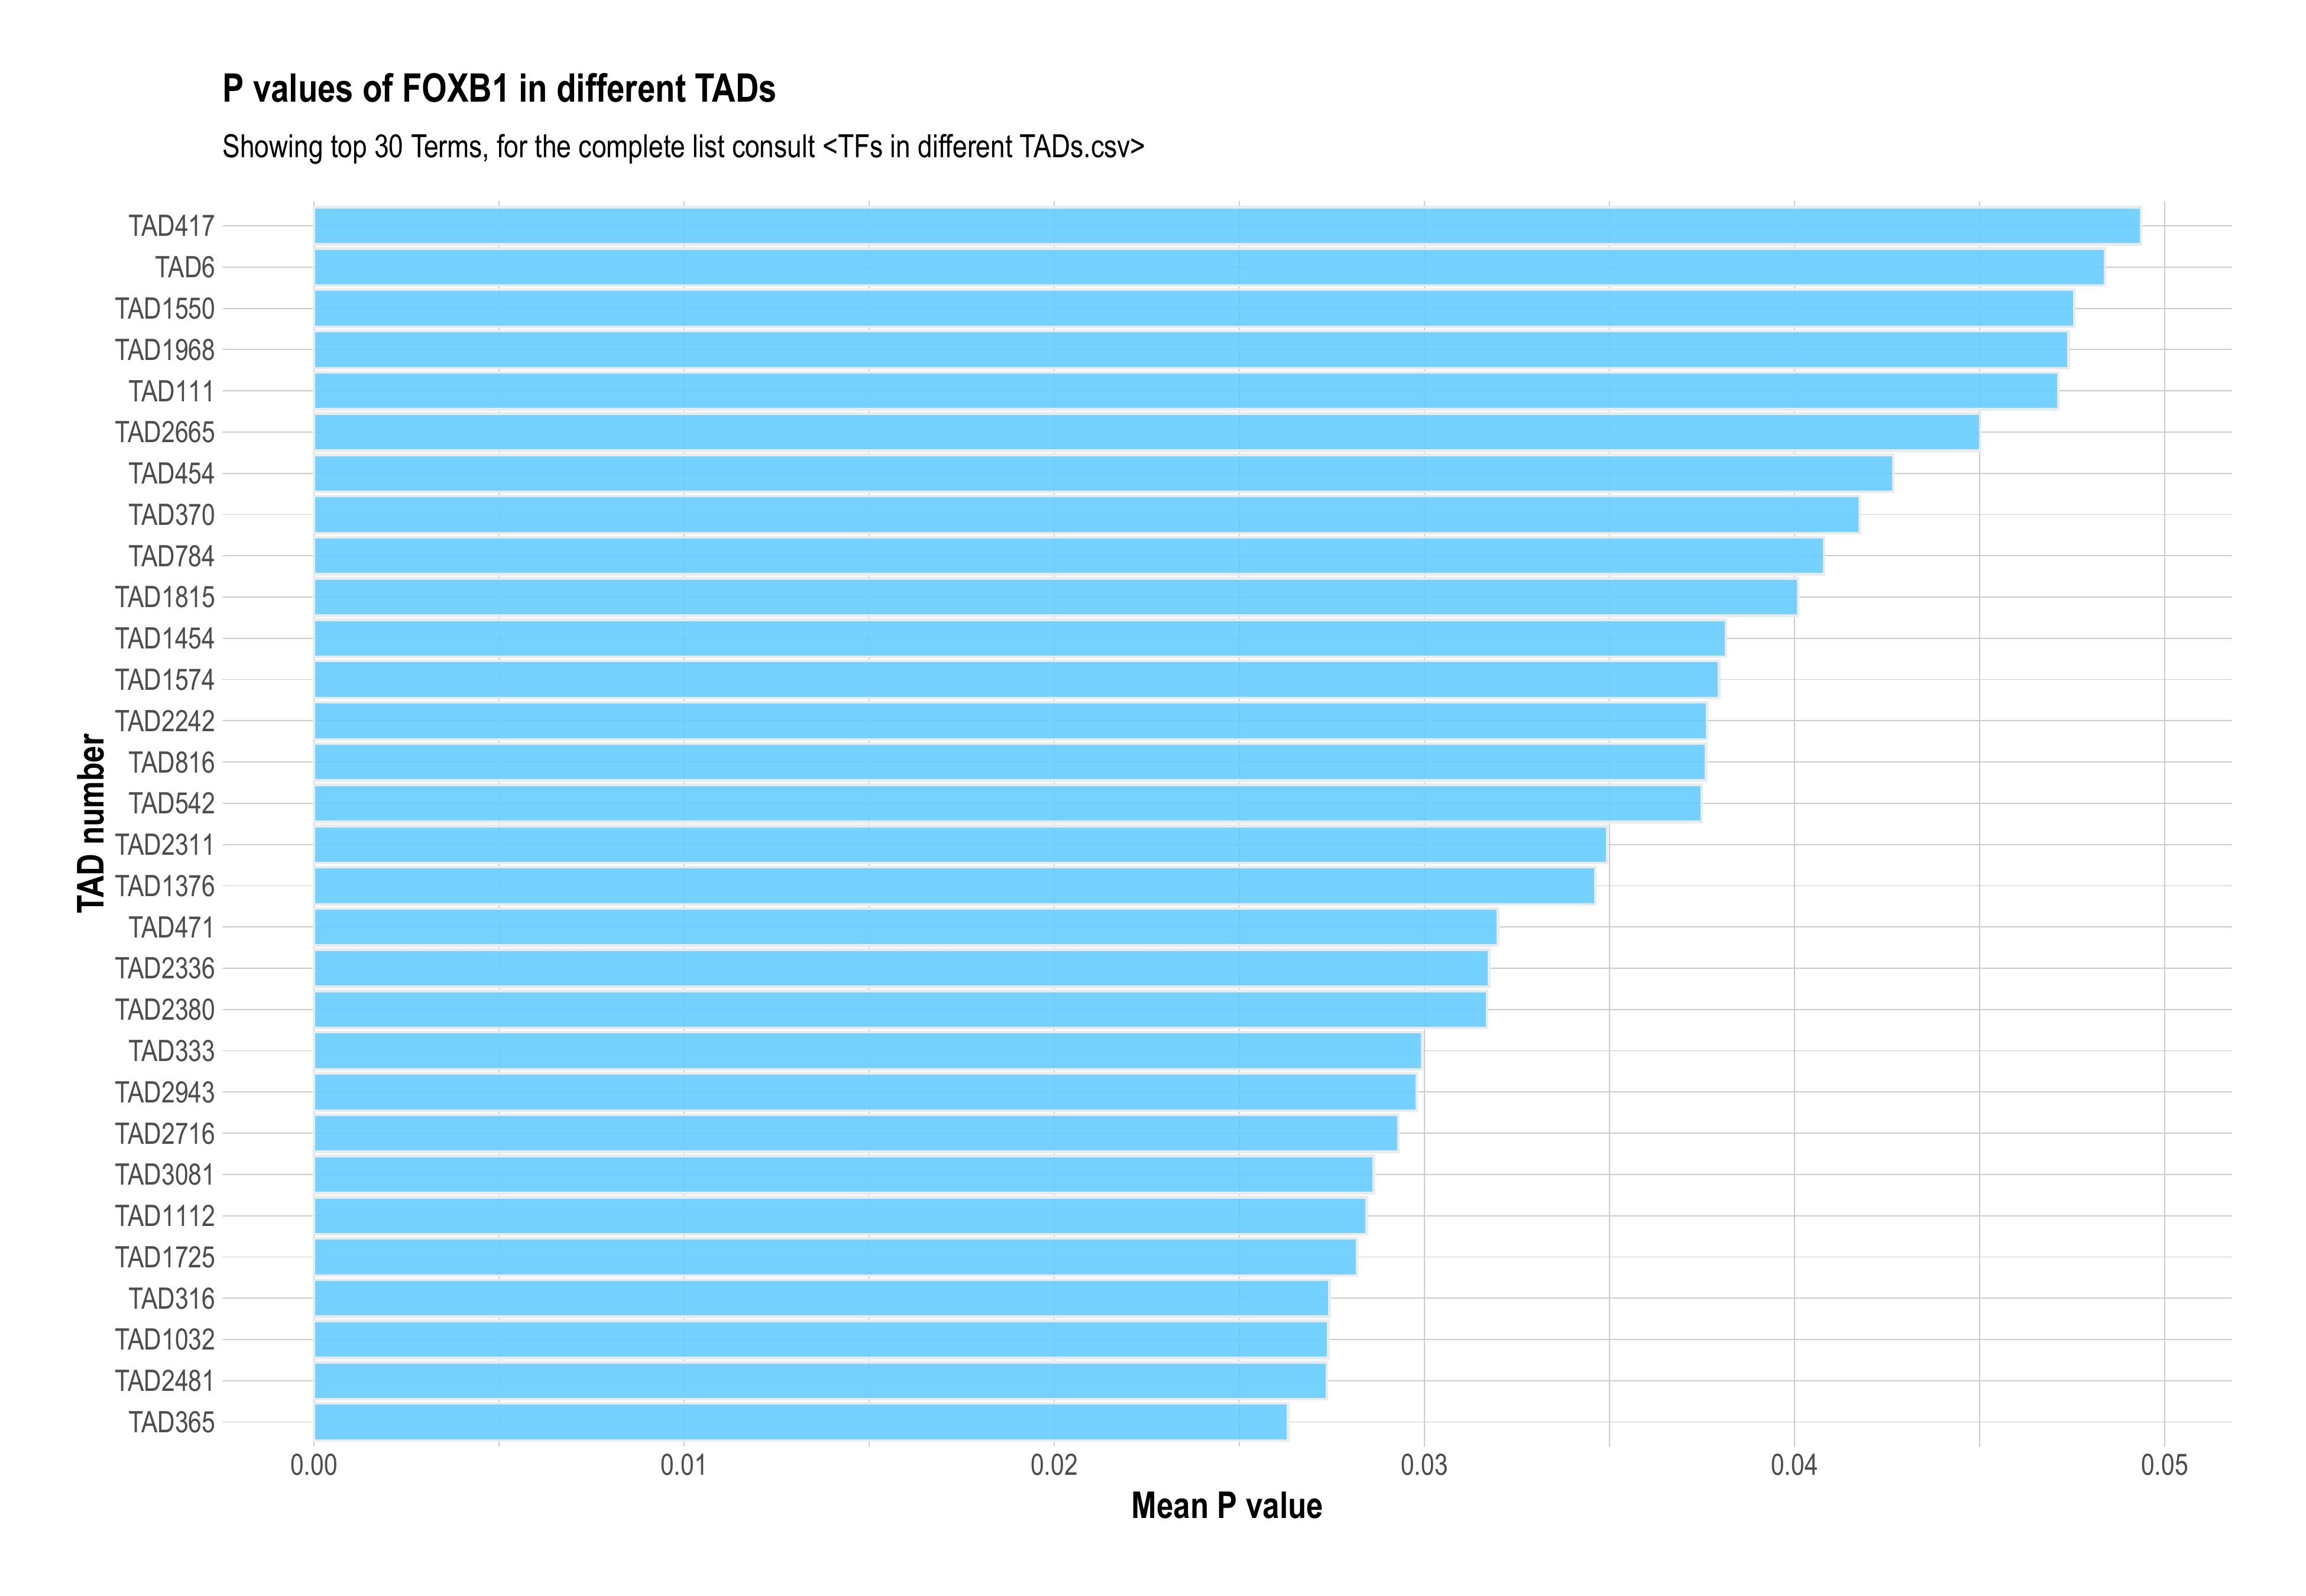 P values of FOXB1 in different TADs
Showing top 30 Terms, for the complete list consult <TFs in different TADs.csv>
TAD number
TAD417
TAD6
TAD1550
TAD1968
TAD111
TAD2665
TAD454
TAD370
TAD784
TAD1815
TAD1454
TAD1574
TAD2242
TAD816
TAD542
TAD2311
TAD1376
TAD471
TAD2336
TAD2380
TAD333
TAD2943
TAD2716
TAD3081
TAD1112
TAD1725
TAD316
TAD1032
TAD2481
TAD365
0.00 0.01 0.02 0.03 0.04 0.05
Mean P value